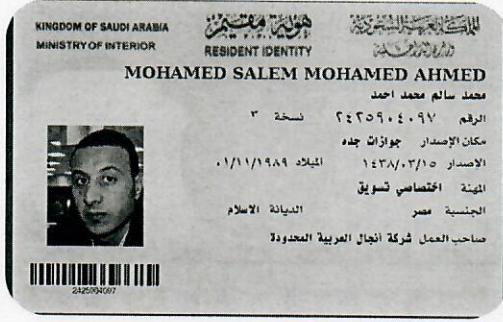 KINGDOM OF SAUDI ARABIA
MINISTRY OF INTERIOR
هوية مقيم
RESIDENT IDENTITY
المملكة العربية السعودية
وزارة الداخلية
MOHAMED SALEM MOHAMED AHMED
محمد سالم محمد احمد
الرقم ٢٤٢٥٩٠٤٠٩٧ نسخة ٣
مكان الإصدار جوازات جده
الاصدار ١٤٣٨/٠٣/١٥ الميلاد ٠١/١١/١٩٨٩
المهنة اختصاصي تسويق
الجنسية مصر الديانة الاسلام
صاحب العمل شركة أنجال العربية المحدودة
2425904097